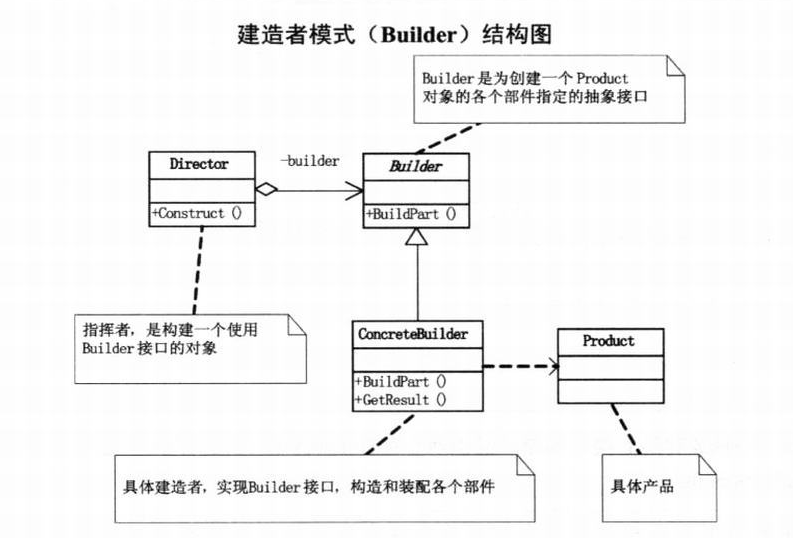 建造者模式（Builder）结构图
Builder是为创建一个Product
对象的各个部件指定的抽象接口
Director
-builder
Builder
+Construct ()
+BuildPart ()
指挥者，是构建一个使用
Builder接口的对象
ConcreteBuilder
Product
+BuildPart ()
+GetResult ()
具体建造者，实现Builder接口，构造和装配各个部件
具体产品